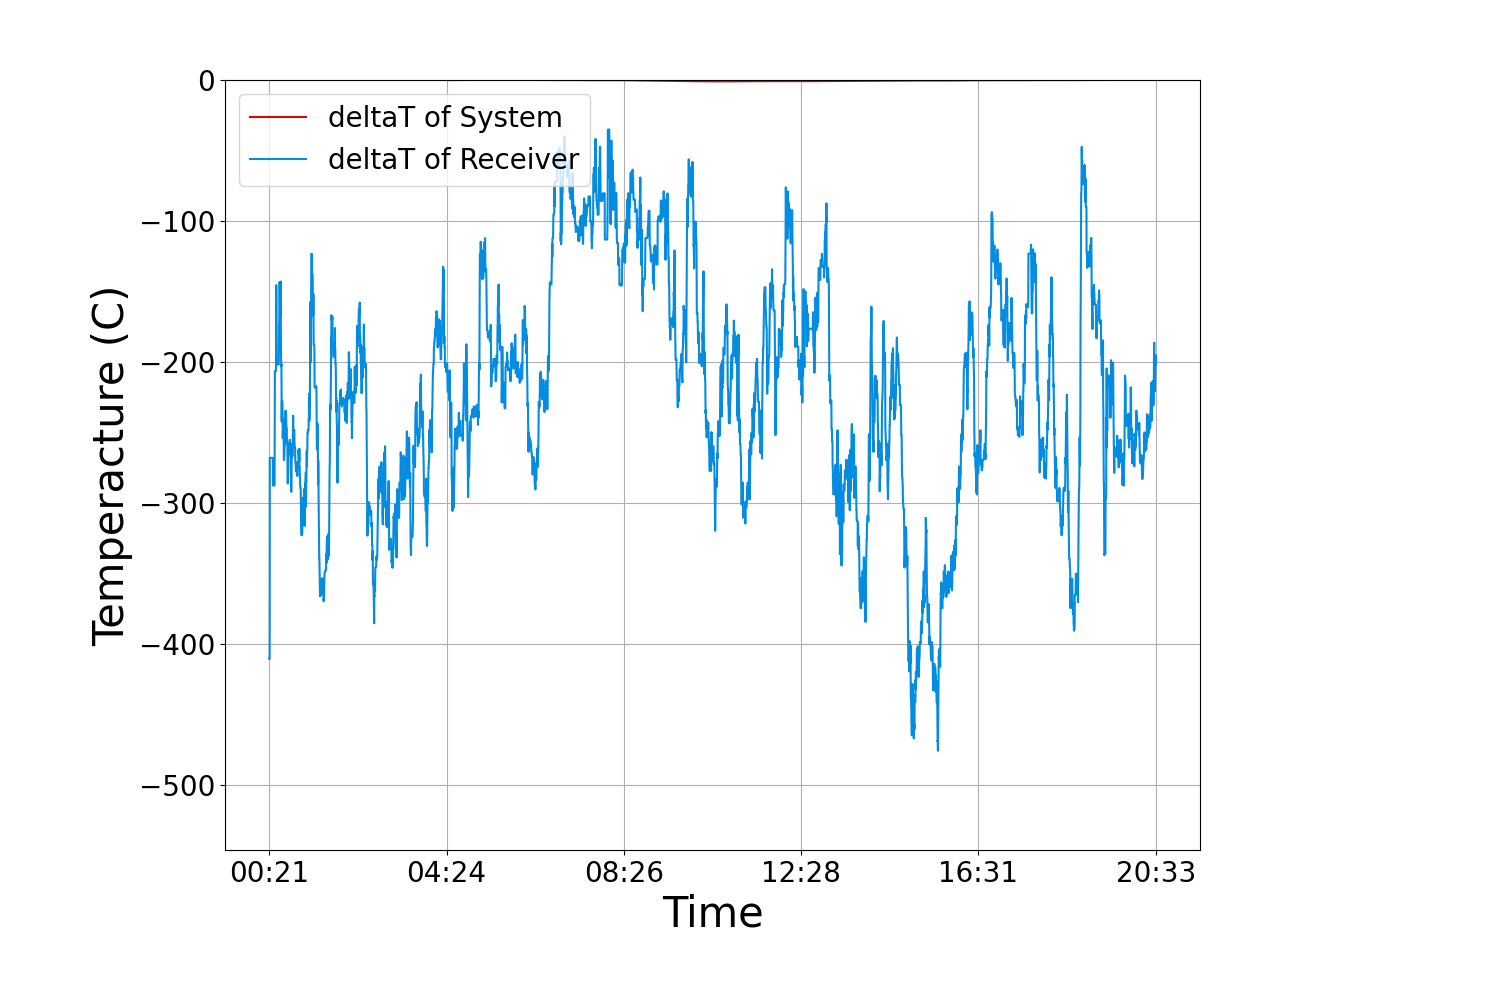 0
deltaT of System
deltaT of Receiver
−100
−200
−300
−400
−500
Temperacture (C)
00:21 04:24 08:26 12:28 16:31 20:33
Time